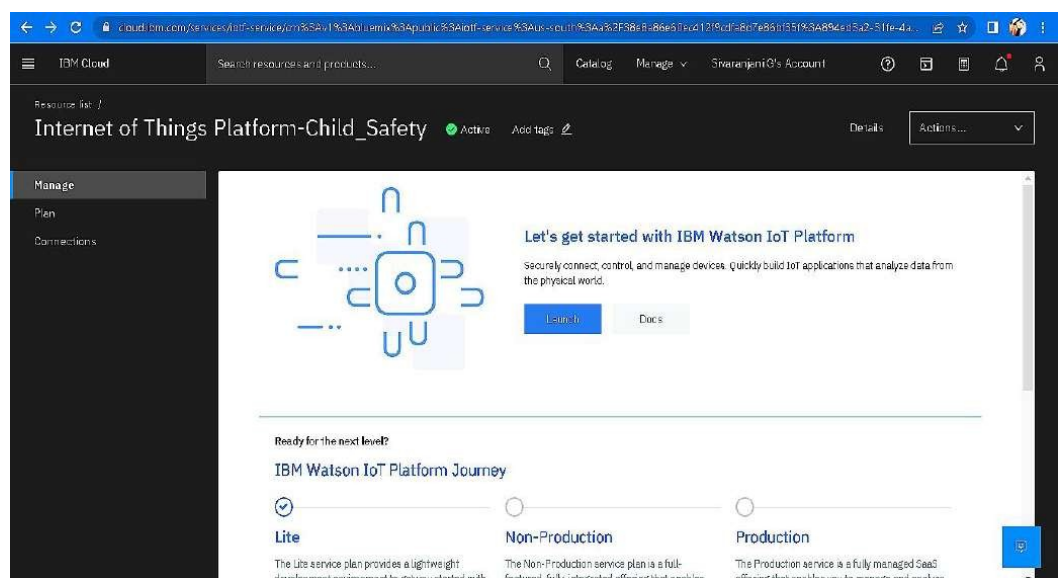 IBM Cloud
Search resources and products...
Catalog
Manage
Sivaranjani G's Account
Resource list /
Internet of Things Platform-Child_Safety
Active
Add tags
Details
Actions...
Manage
Plan
Connections
Let's get started with IBM Watson IoT Platform
Securely connect, control, and manage devices. Quickly build IoT applications that analyze data from
the physical world.
Launch
Docs
Ready for the next level?
IBM Watson IoT Platform Journey
Lite
Non-Production
Production
The Lite service plan provides a lightweight
The Non-Production service plan is a full-
The Production service is a fully managed SaaS